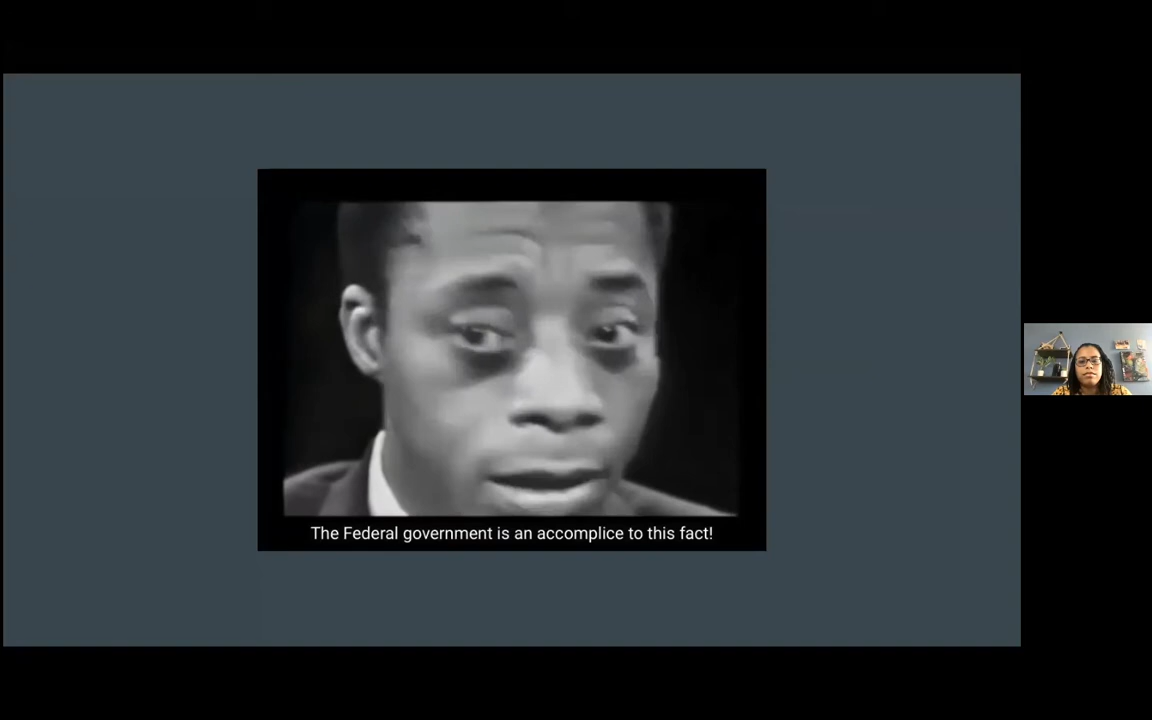 The Federal government is an accomplice to this fact!